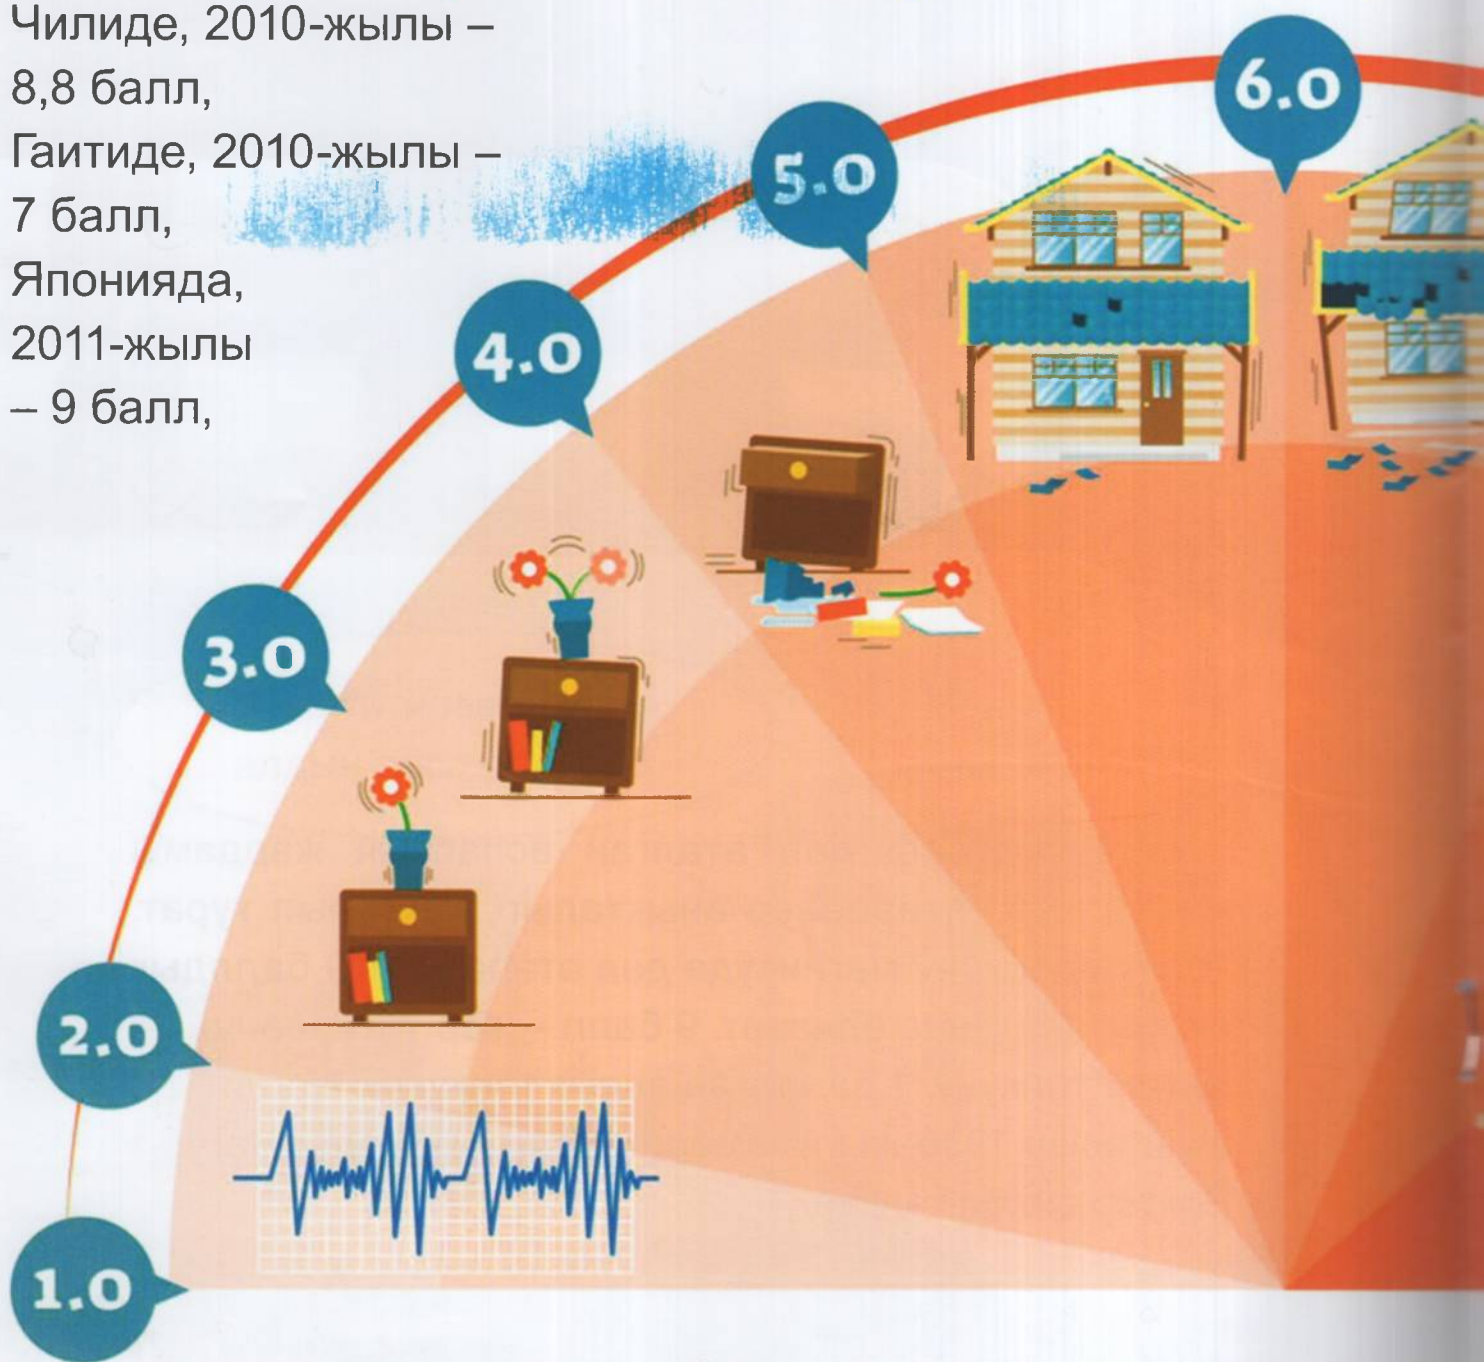 Чилиде, 2010-жылы –
8,8 балл,
Гаитиде, 2010-жылы –
7 балл,
Японияда,
2011-жылы
– 9 балл,
6.0
5.0
4.0
3.0
2.0
1.0